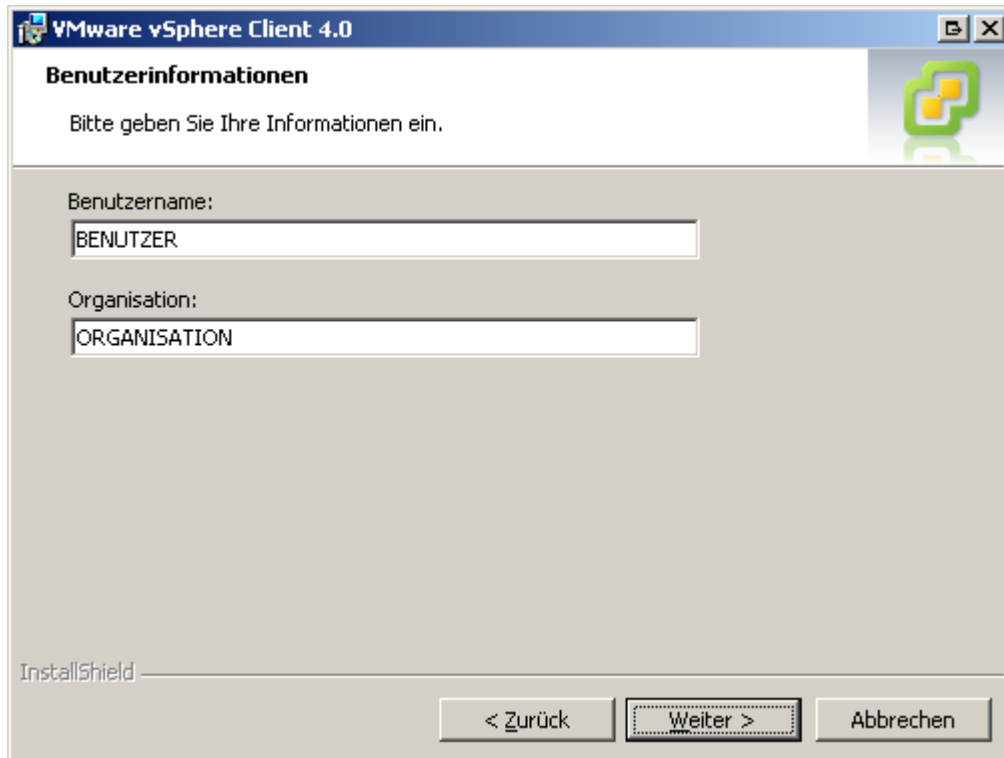 VMware vSphere Client 4.0
Benutzerinformationen
Bitte geben Sie Ihre Informationen ein.
Benutzername:
BENUTZER
Organisation:
ORGANISATION
InstallShield
< Zurück Weiter > Abbrechen